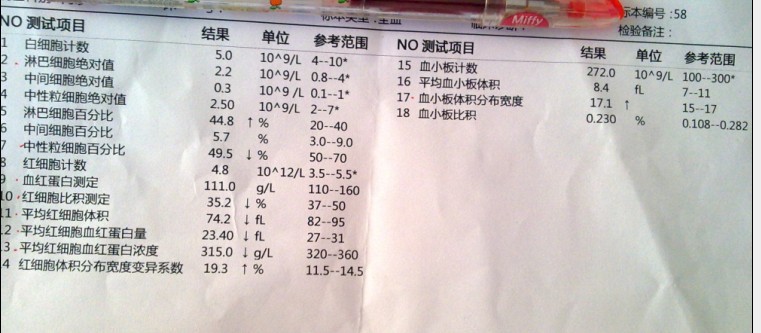 标本编号:58
Miffy
检验备注:
NO 测试项目 结果 单位 参考范围
1 白细胞计数 5.0 10^9/L 4--10*
2 淋巴细胞绝对值 2.2 10^9/L 0.8--4*
3 中间细胞绝对值 0.3 10^9 /L 0.1--1*
4 中性粒细胞绝对值 2.50 10^9/L 2--7*
5 淋巴细胞百分比 44.8 ↑ % 20--40
6 中间细胞百分比 5.7 % 3.0--9.0
7 中性粒细胞百分比 49.5 ↓ % 50--70
8 红细胞计数 4.8 10^12/L 3.5--5.5*
9 血红蛋白测定 111.0 g/L 110--160
10 红细胞比积测定 35.2 ↓ % 37--50
11 平均红细胞体积 74.2 ↓ fL 82--95
12 平均红细胞血红蛋白量 23.40 ↓ fL 27--31
13 平均红细胞血红蛋白浓度 315.0 ↓ g/L 320--360
14 红细胞体积分布宽度变异系数 19.3 ↑ % 11.5--14.5
NO 测试项目 结果 单位 参考范围
15 血小板计数 272.0 10^9/L 100--300*
16 平均血小板体积 8.4 fL 7--11
17 血小板体积分布宽度 17.1 ↑ 15--17
18 血小板比积 0.230 % 0.108--0.282